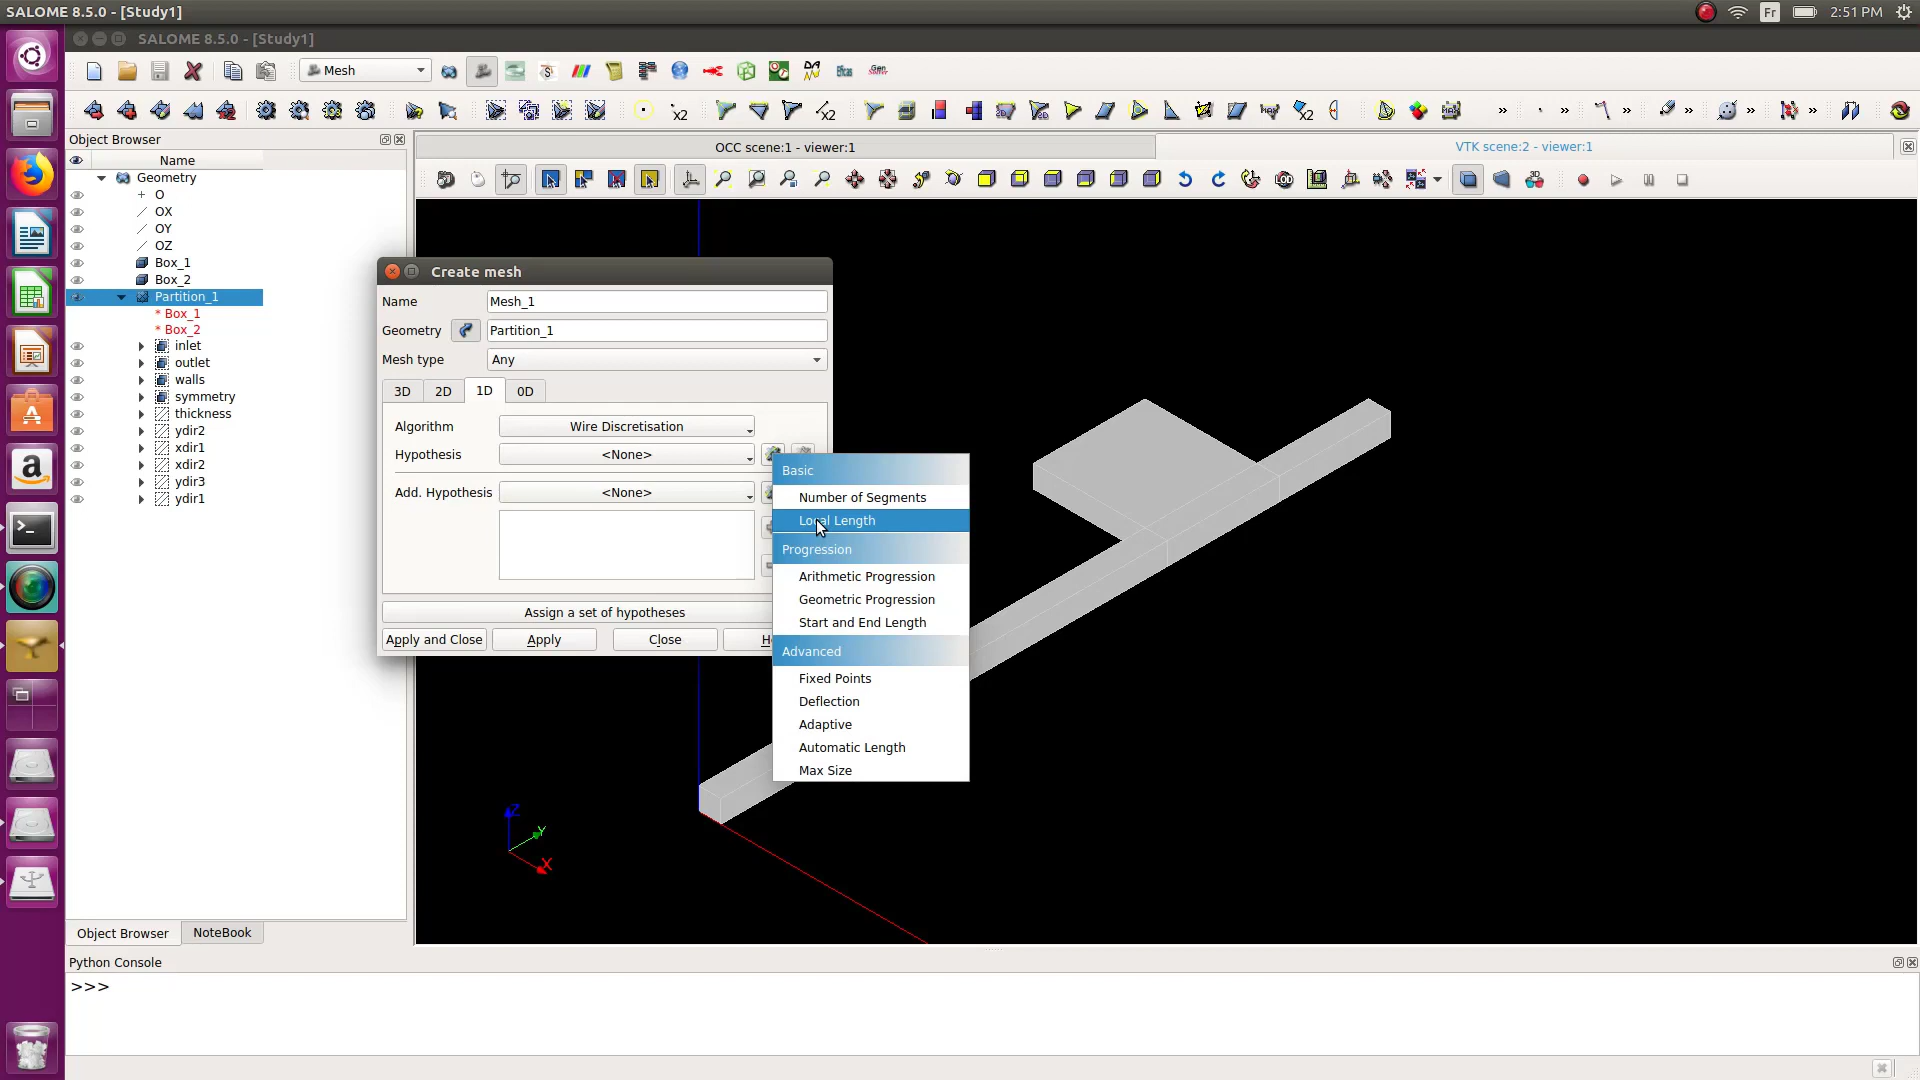 SALOME 8.5.0 - [Study1]
Fr
2:51 PM
SALOME 8.5.0 - [Study1]
Mesh
Object Browser
OCC scene:1 - viewer:1
VTK scene:2 - viewer:1
Name
Geometry
O
OX
OY
OZ
Box_1
Box_2
Partition_1
* Box_1
* Box_2
inlet
outlet
walls
symmetry
thickness
ydir2
xdir1
xdir2
ydir3
ydir1
Create mesh
Name
Mesh_1
Geometry
Partition_1
Mesh type
Any
3D
2D
1D
0D
Algorithm
Wire Discretisation
Hypothesis
<None>
Add. Hypothesis
<None>
Assign a set of hypotheses
Apply and Close
Apply
Close
Basic
Number of Segments
Local Length
Progression
Arithmetic Progression
Geometric Progression
Start and End Length
Advanced
Fixed Points
Deflection
Adaptive
Automatic Length
Max Size
Z
Y
X
Object Browser
NoteBook
Python Console
>>>